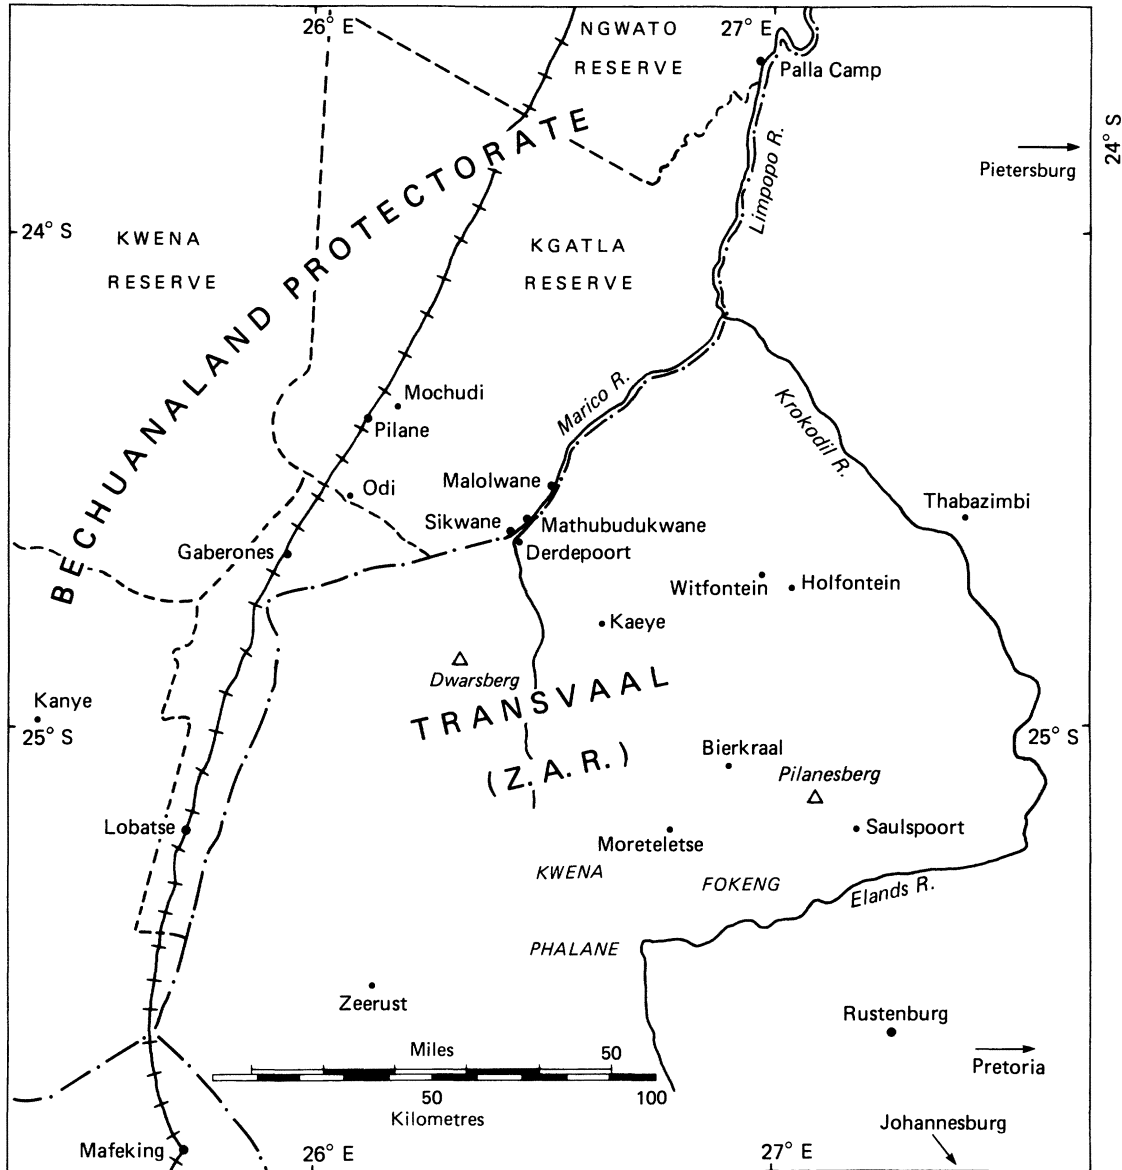 26° E
NGWATO
RESERVE
27° E
Palla Camp
24° S
Pietersburg
BECHUANALAND PROTECTORATE
Limpopo R.
24° S
KWENA
RESERVE
KGATLA
RESERVE
Mochudi
Pilane
Marico R.
Krokodil R.
Malolwane
Odi
Thabazimbi
Sikwane
Mathubudukwane
Gaberones
Derdepoort
Witfontein
Holfontein
Kaeye
Dwarsberg
TRANSVAAL
(Z.A.R.)
Kanye
25° S
25° S
Bierkraal
Pilanesberg
Lobatse
Saulspoort
Moreteletse
KWENA
FOKENG
Elands R.
PHALANE
Zeerust
Rustenburg
Miles
50
Pretoria
50
100
Kilometres
Johannesburg
Mafeking
26° E
27° E